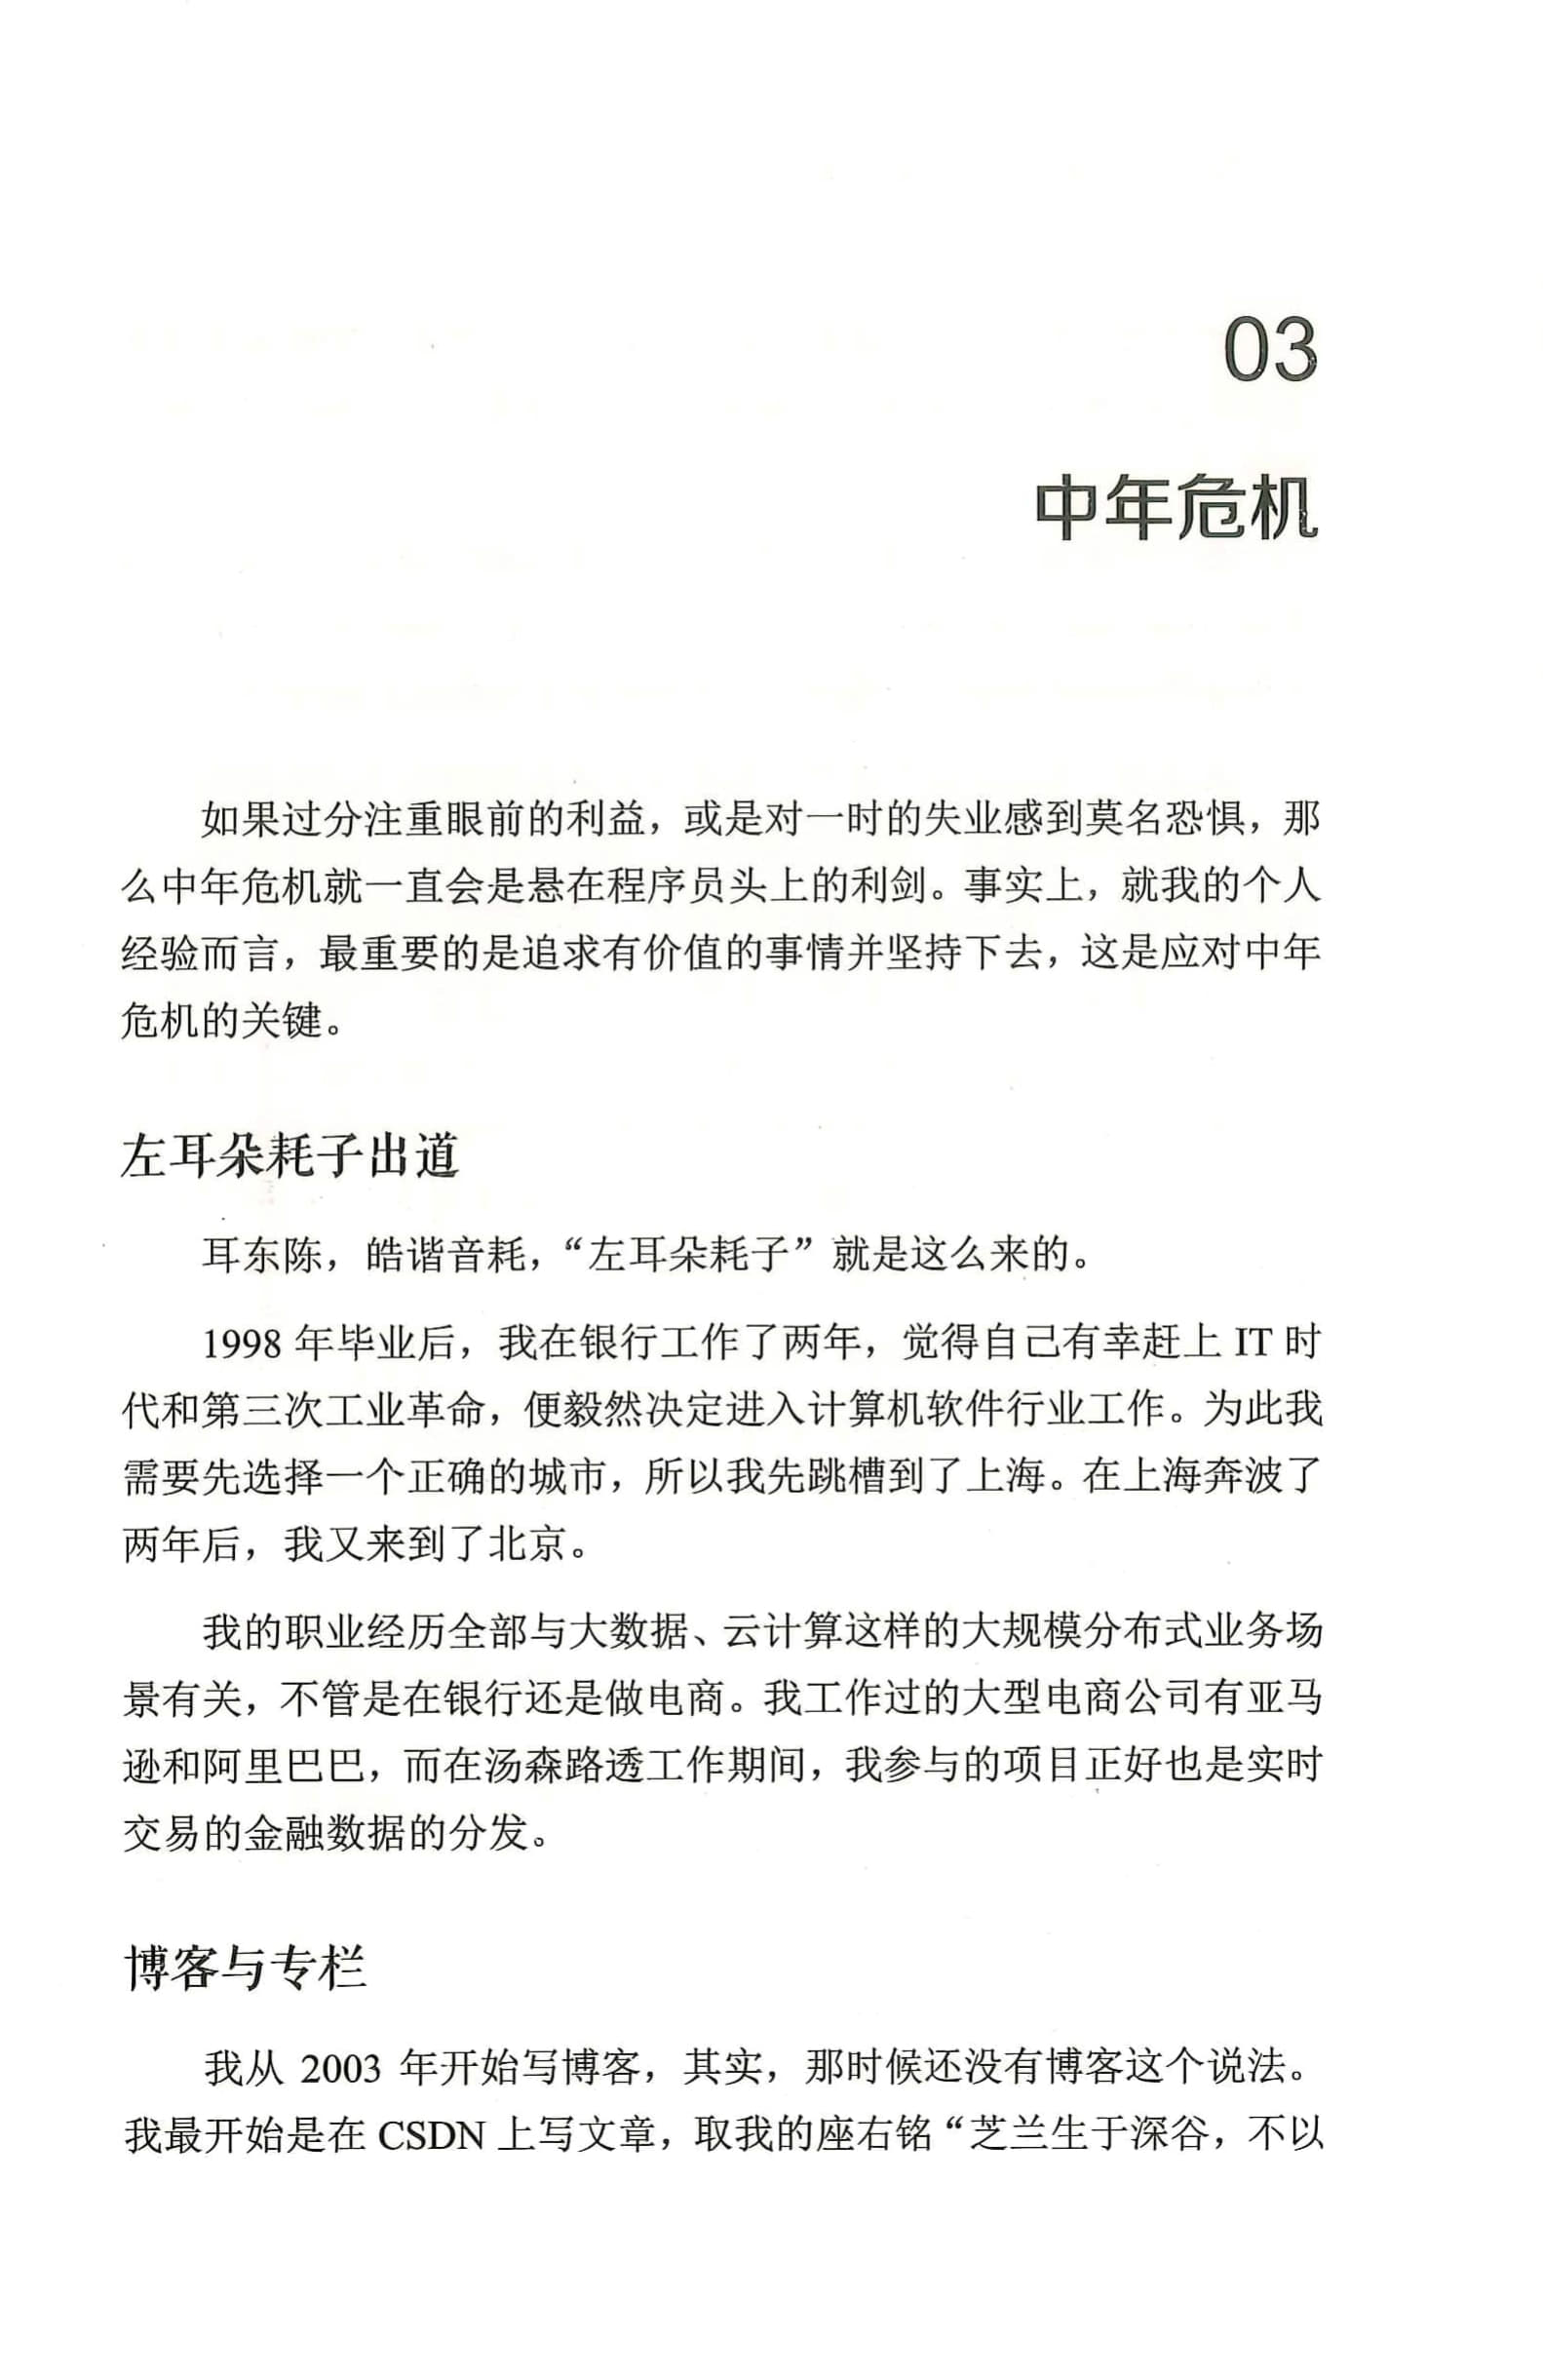 03
中年危机
如果过分注重眼前的利益，或是对一时的失业感到莫名恐惧，那
么中年危机就一直会是悬在程序员头上的利剑。事实上，就我的个人
经验而言，最重要的是追求有价值的事情并坚持下去，这是应对中年
危机的关键。
左耳朵耗子出道
耳东陈，皓谐音耗，“左耳朵耗子”就是这么来的。
1998 年毕业后，我在银行工作了两年，觉得自己有幸赶上 IT 时
代和第三次工业革命，便毅然决定进入计算机软件行业工作。为此我
需要先选择一个正确的城市，所以我先跳槽到了上海。在上海奔波了
两年后，我又来到了北京。
我的职业经历全部与大数据、云计算这样的大规模分布式业务场
景有关，不管是在银行还是做电商。我工作过的大型电商公司有亚马
逊和阿里巴巴，而在汤森路透工作期间，我参与的项目正好也是实时
交易的金融数据的分发。
博客与专栏
我从 2003 年开始写博客，其实，那时候还没有博客这个说法。
我最开始是在 CSDN 上写文章，取我的座右铭“芝兰生于深谷，不以